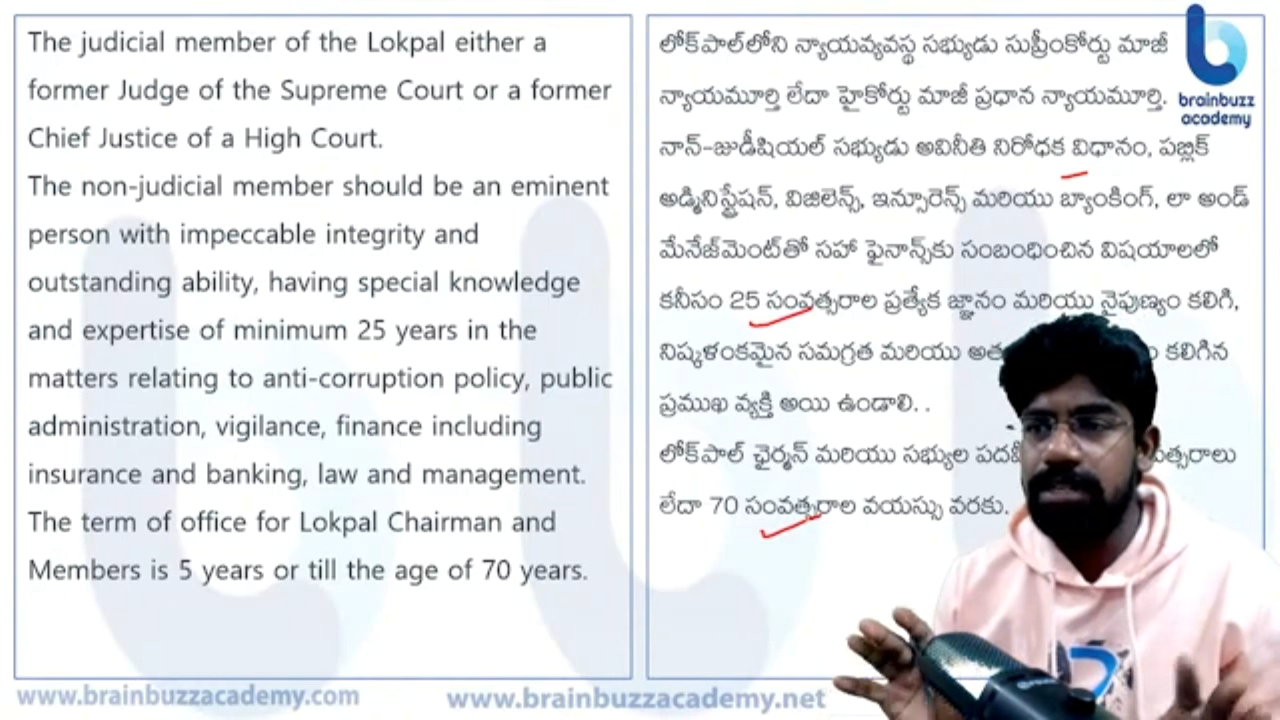 The judicial member of the Lokpal either a
former Judge of the Supreme Court or a former
Chief Justice of a High Court.
The non-judicial member should be an eminent
person with impeccable integrity and
outstanding ability, having special knowledge
and expertise of minimum 25 years in the
matters relating to anti-corruption policy, public
administration, vigilance, finance including
insurance and banking, law and management.
The term of office for Lokpal Chairman and
Members is 5 years or till the age of 70 years.
లోక్‌పాల్‌లోని న్యాయవ్యవస్థ సభ్యుడు సుప్రీంకోర్టు మాజీ
న్యాయమూర్తి లేదా హైకోర్టు మాజీ ప్రధాన న్యాయమూర్తి.
నాన్-జుడీషియల్ సభ్యుడు అవినీతి నిరోధక విధానం, పబ్లిక్
అడ్మినిస్ట్రేషన్, విజిలెన్స్, ఇన్సూరెన్స్ మరియు బ్యాంకింగ్, లా అండ్
మేనేజ్‌మెంట్‌తో సహా ఫైనాన్స్‌కు సంబంధించిన విషయాలలో
కనీసం 25 సంవత్సరాల ప్రత్యేక జ్ఞానం మరియు నైపుణ్యం కలిగి,
నిష్కళంకమైన సమగ్రత మరియు కలిగిన
ప్రముఖ వ్యక్తి అయి ఉండాలి. .
లోక్‌పాల్ ఛైర్మన్ మరియు సభ్యుల
లేదా 70 సంవత్సరాల వయస్సు వరకు.
brainbuzz
academy
www.brainbuzzacademy.com
www.brainbuzzacademy.net